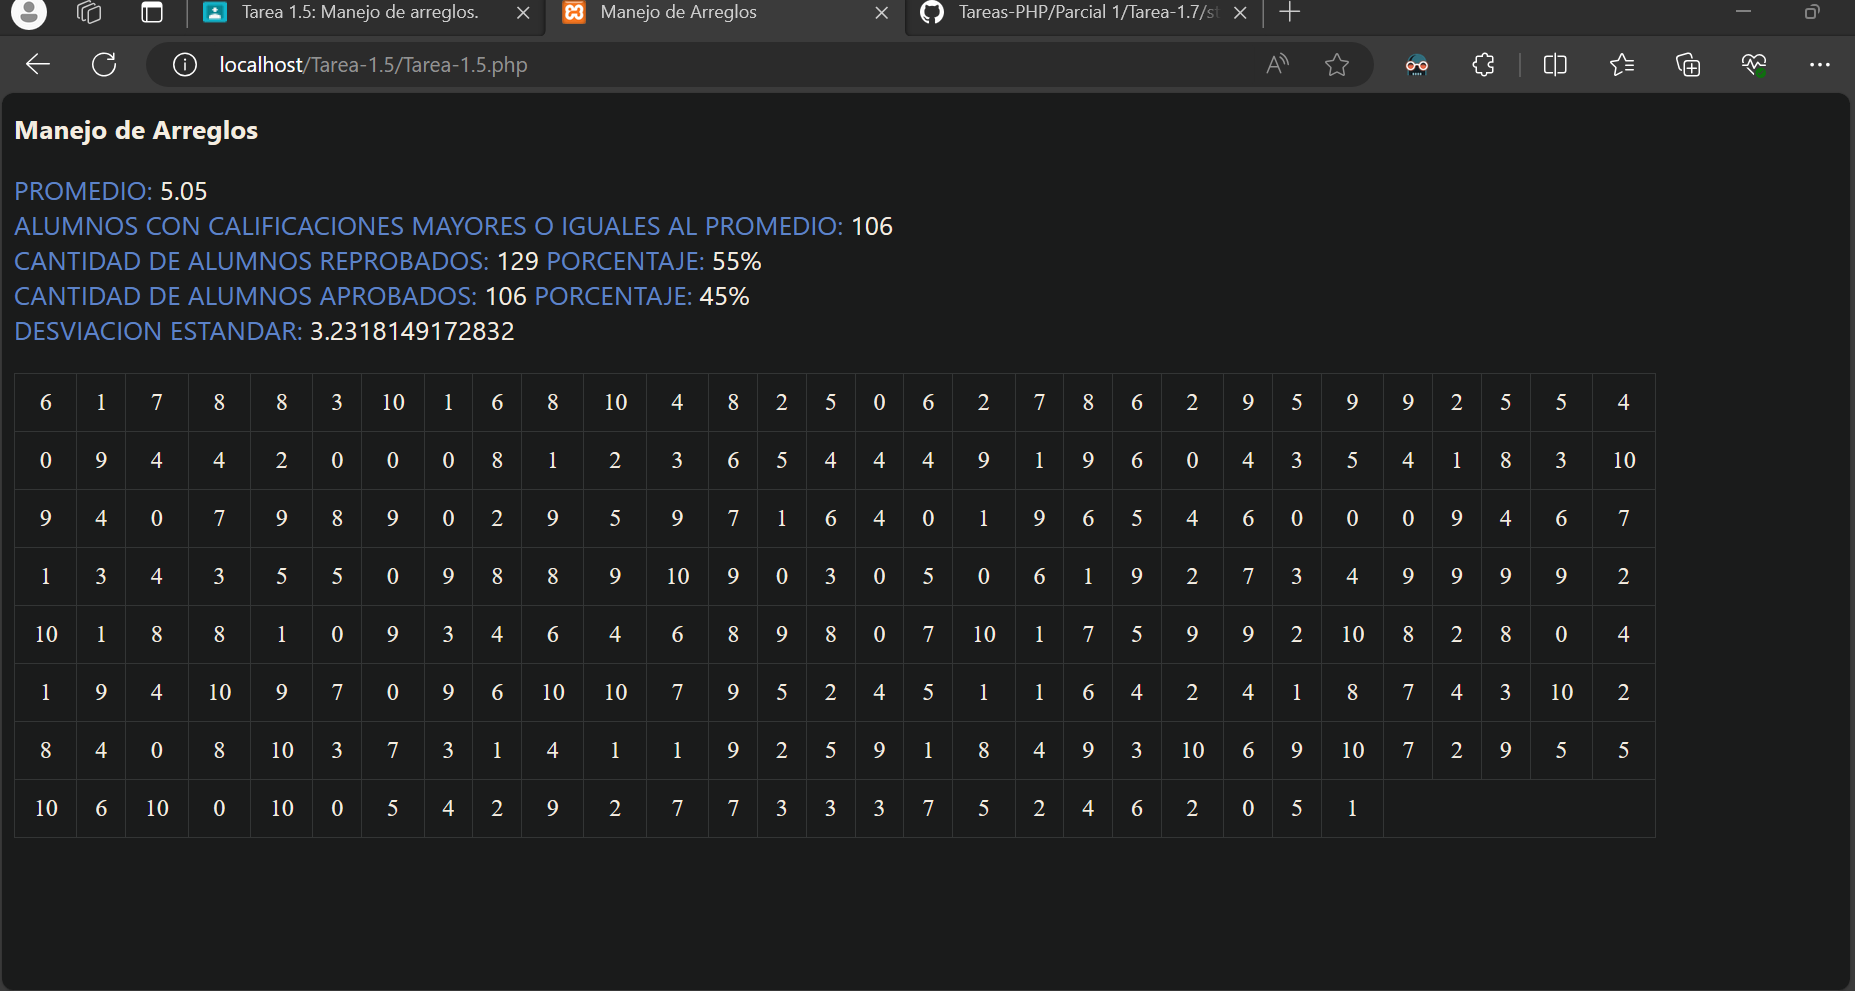 Tarea 1.5: Manejo de arreglos.
Manejo de Arreglos
Tareas-PHP/Parcial 1/Tarea-1.7/st
localhost/Tarea-1.5/Tarea-1.5.php
Manejo de Arreglos
PROMEDIO: 5.05
ALUMNOS CON CALIFICACIONES MAYORES O IGUALES AL PROMEDIO: 106
CANTIDAD DE ALUMNOS REPROBADOS: 129 PORCENTAJE: 55%
CANTIDAD DE ALUMNOS APROBADOS: 106 PORCENTAJE: 45%
DESVIACION ESTANDAR: 3.2318149172832
6 1 7 8 8 3 10 1 6 8 10 4 8 2 5 0 6 2 7 8 6 2 9 5 9 9 2 5 5 4
0 9 4 4 2 0 0 0 8 1 2 3 6 5 4 4 4 9 1 9 6 0 4 3 5 4 1 8 3 10
9 4 0 7 9 8 9 0 2 9 5 9 7 1 6 4 0 1 9 6 5 4 6 0 0 0 9 4 6 7
1 3 4 3 5 5 0 9 8 8 9 10 9 0 3 0 5 0 6 1 9 2 7 3 4 9 9 9 9 2
10 1 8 8 1 0 9 3 4 6 4 6 8 9 8 0 7 10 1 7 5 9 9 2 10 8 2 8 0 4
1 9 4 10 9 7 0 9 6 10 10 7 9 5 2 4 5 1 1 6 4 2 4 1 8 7 4 3 10 2
8 4 0 8 10 3 7 3 1 4 1 1 9 2 5 9 1 8 4 9 3 10 6 9 10 7 2 9 5 5
10 6 10 0 10 0 5 4 2 9 2 7 7 3 3 3 7 5 2 4 6 2 0 5 1